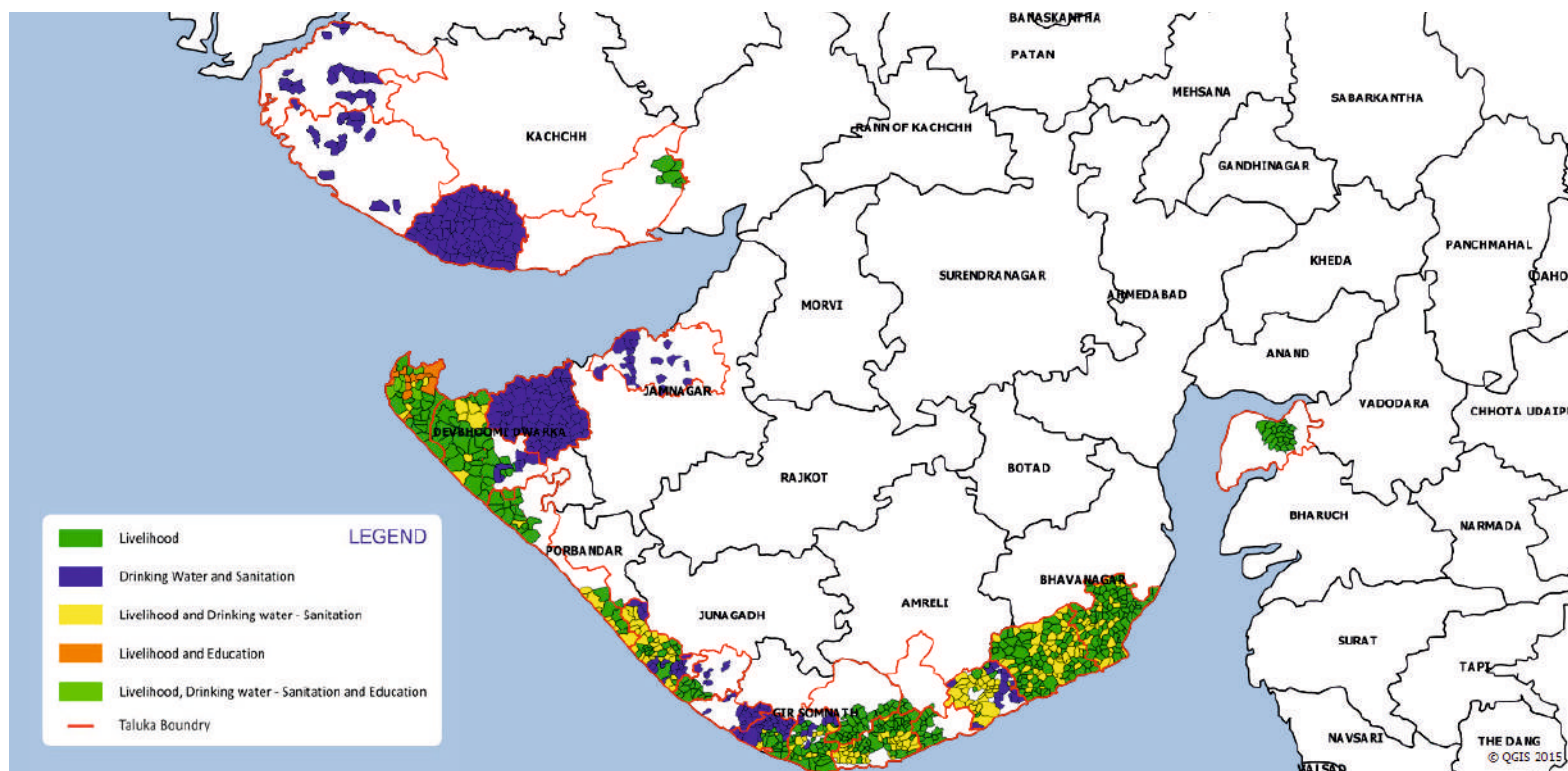 BANASKANTHA
PATAN
MEHSANA
SABARKANTHA
KACHCHH
RANN OF KACHCHH
GANDHINAGAR
PANCHMAHAL
KHEDA
DAHO
SURENDRANAGAR
MORVI
ARMEDABAD
ANAND
JAMNAGAR
VADODARA
CHHOTA UDAIPU
DEVBHOOMI DWARKA
RAJKOT
BOTAD
BHARUCH
NARMADA
PORBANDAR
BHAVANAGAR
AMRELI
JUNAGADH
SURAT
TAPI
GIR SOMNATH
NAVSARI
THE DANG
VALSAD
LEGEND
Livelihood
Drinking Water and Sanitation
Livelihood and Drinking water - Sanitation
Livelihood and Education
Livelihood, Drinking water - Sanitation and Education
Taluka Boundry
© QGIS 2015